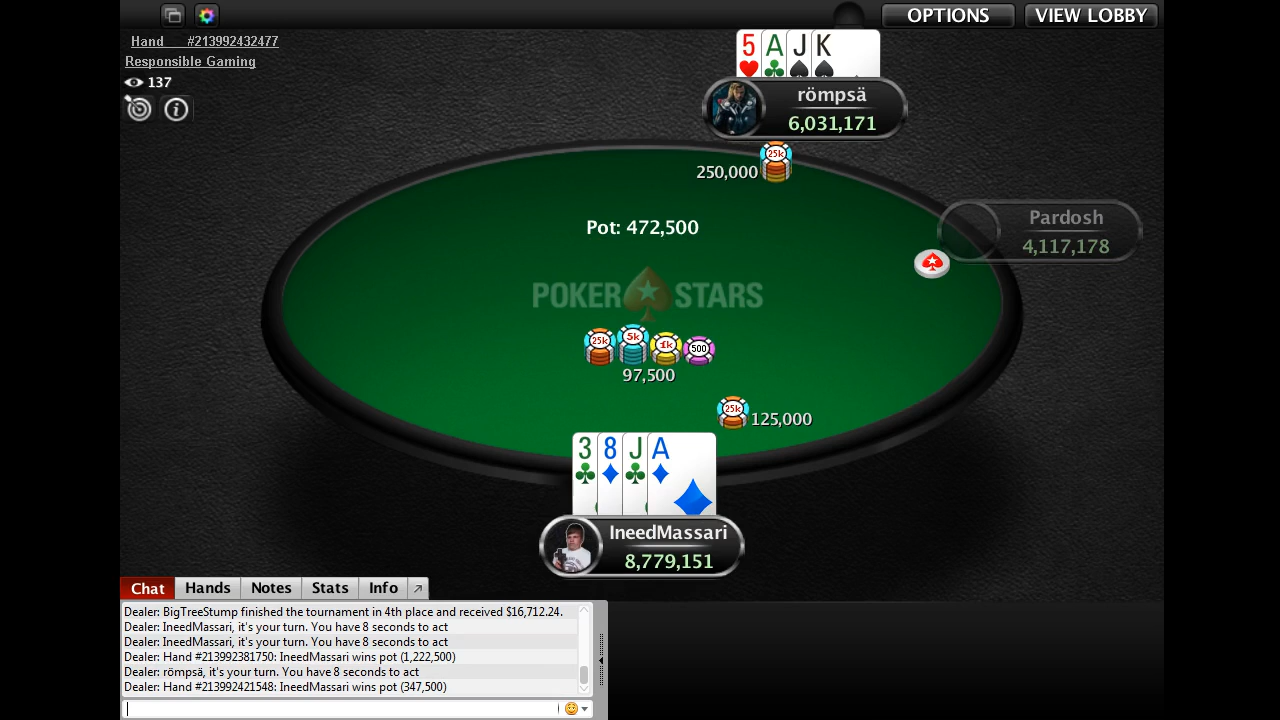 OPTIONS
VIEW LOBBY
Hand #213992432477
Responsible Gaming
137
5 A J K
römpsä
6,031,171
25k
250,000
Pardosh
4,117,178
Pot: 472,500
POKER STARS
25k 5k 1k 500
97,500
25k
125,000
3 8 J A
IneedMassari
8,779,151
Chat Hands Notes Stats Info
Dealer: BigTreeStump finished the tournament in 4th place and received $16,712.24.
Dealer: IneedMassari, it's your turn. You have 8 seconds to act
Dealer: IneedMassari, it's your turn. You have 8 seconds to act
Dealer: Hand #213992381750: IneedMassari wins pot (1,222,500)
Dealer: römpsä, it's your turn. You have 8 seconds to act
Dealer: Hand #213992421548: IneedMassari wins pot (347,500)